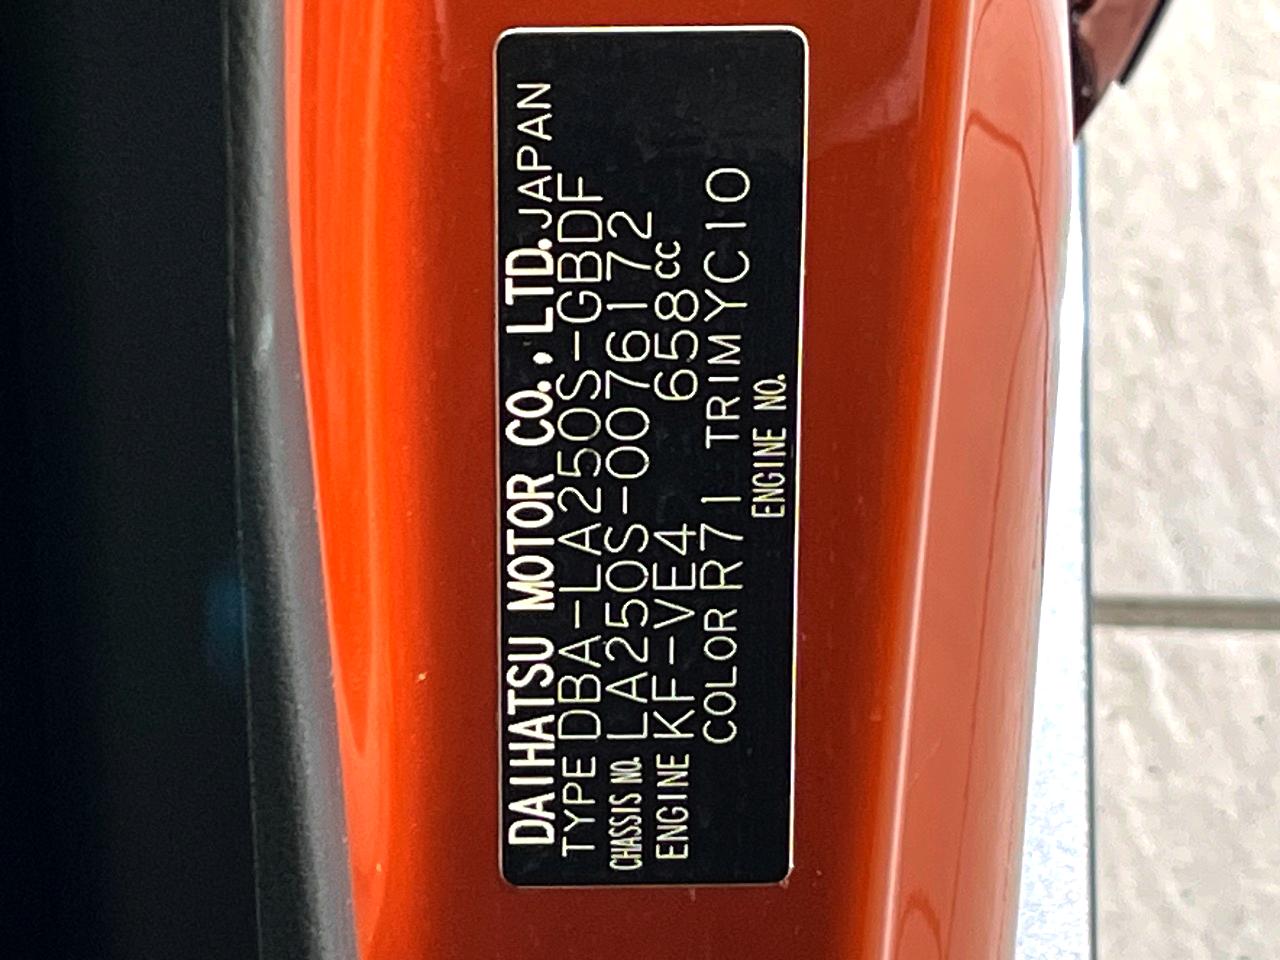 DAIHATSU MOTOR CO., LTD. JAPAN
TYPE DBA-LA250S-GBDF
CHASSIS NO. LA250S-0076172
ENGINE KF-VE4 658cc
COLOR R71 TRIM YC10
ENGINE NO.